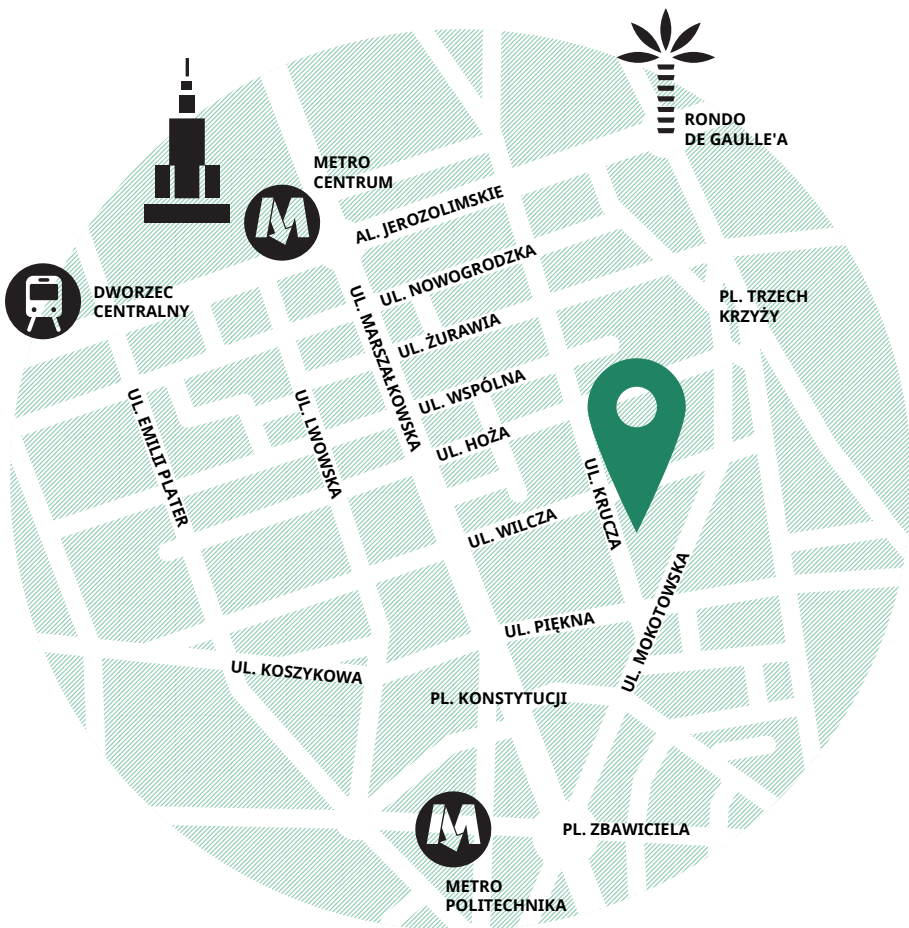 RONDO
DE GAULLE'A
METRO
CENTRUM
AL. JEROZOLIMSKIE
UL. NOWOGRODZKA
DWORZEC
CENTRALNY
PL. TRZECH
KRZYŻY
UL. MARSZAŁKOWSKA
UL. ŻURAWIA
UL. WSPÓLNA
UL. EMILII PLATER
UL. LWOWSKA
UL. HOŻA
UL. KRUCZA
UL. WILCZA
UL. MOKOTOWSKA
UL. PIĘKNA
UL. KOSZYKOWA
PL. KONSTYTUCJI
PL. ZBAWICIELA
METRO
POLITECHNIKA